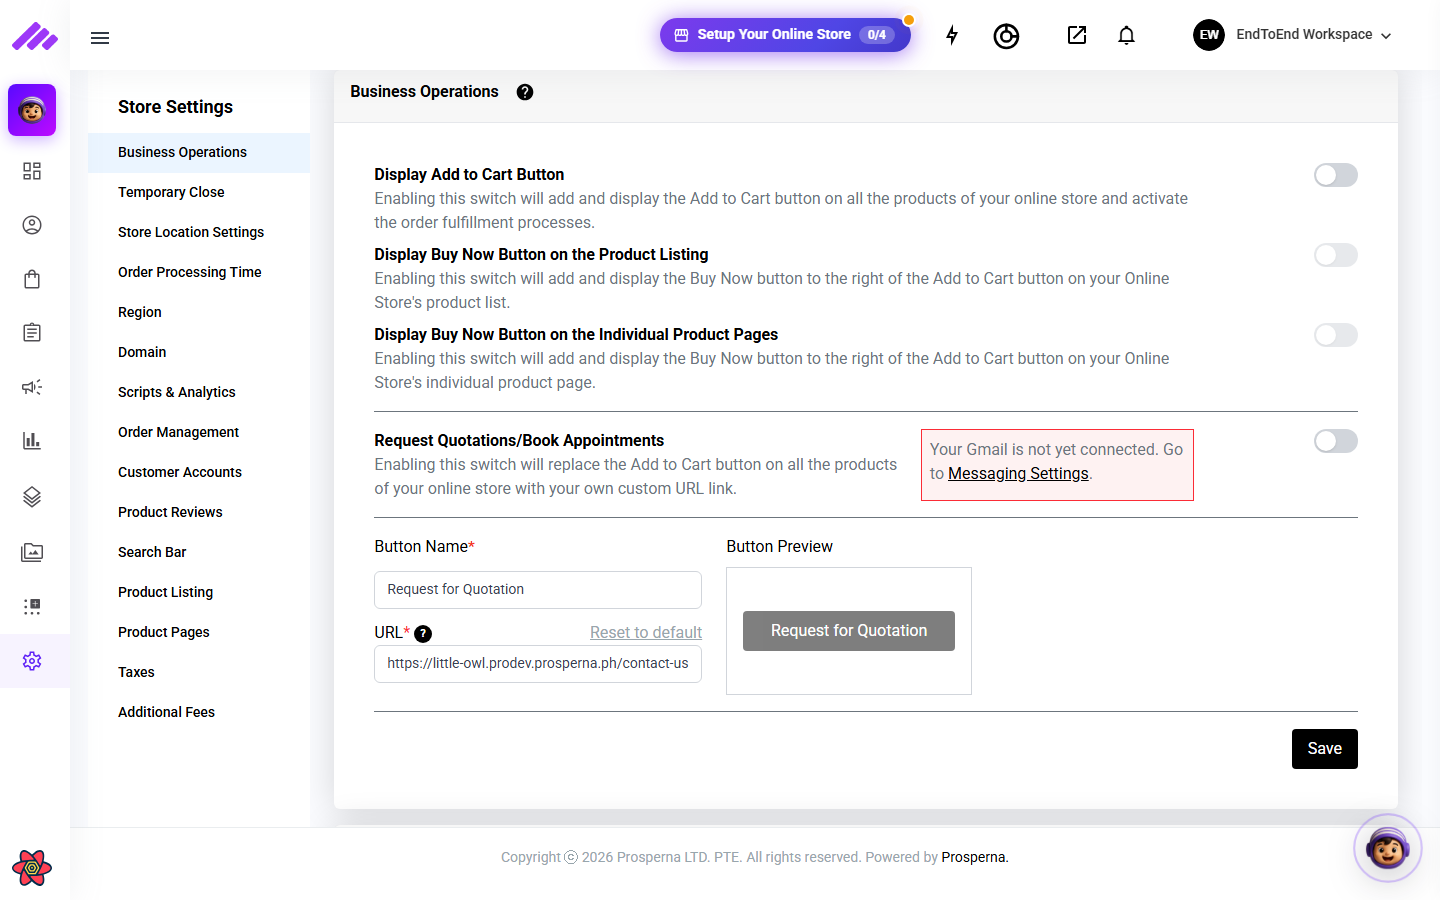 Setup Your Online Store 0/4
EW EndToEnd Workspace
Store Settings
Business Operations
Temporary Close
Store Location Settings
Order Processing Time
Region
Domain
Scripts & Analytics
Order Management
Customer Accounts
Product Reviews
Search Bar
Product Listing
Product Pages
Taxes
Additional Fees
Business Operations ?
Display Add to Cart Button
Enabling this switch will add and display the Add to Cart button on all the products of your online store and activate
the order fulfillment processes.
Display Buy Now Button on the Product Listing
Enabling this switch will add and display the Buy Now button to the right of the Add to Cart button on your Online
Store's product list.
Display Buy Now Button on the Individual Product Pages
Enabling this switch will add and display the Buy Now button to the right of the Add to Cart button on your Online
Store's individual product page.
Request Quotations/Book Appointments
Enabling this switch will replace the Add to Cart button on all the products
of your online store with your own custom URL link.
Your Gmail is not yet connected. Go
to Messaging Settings.
Button Name*
Request for Quotation
URL* ? Reset to default
https://little-owl.prodev.prosperna.ph/contact-us
Button Preview
Request for Quotation
Save
Copyright © 2026 Prosperna LTD. PTE. All rights reserved. Powered by Prosperna.